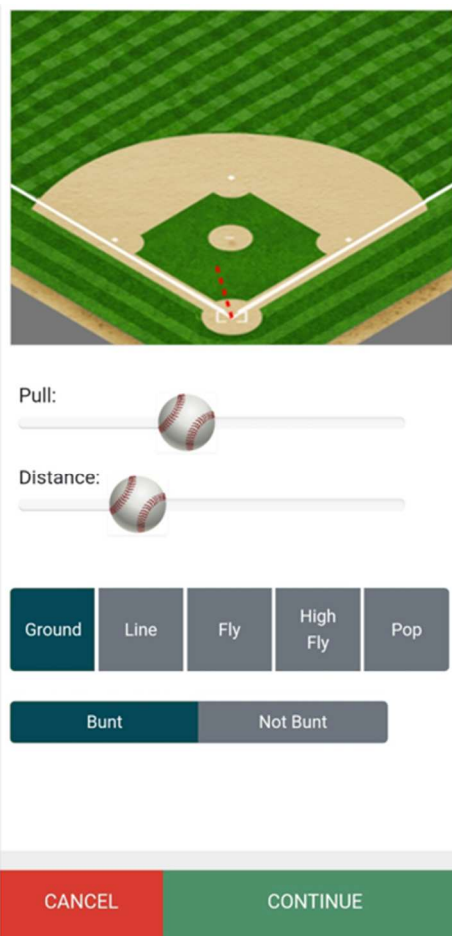 Pull:
Distance:
Ground Line Fly High Fly Pop
Bunt Not Bunt
CANCEL CONTINUE